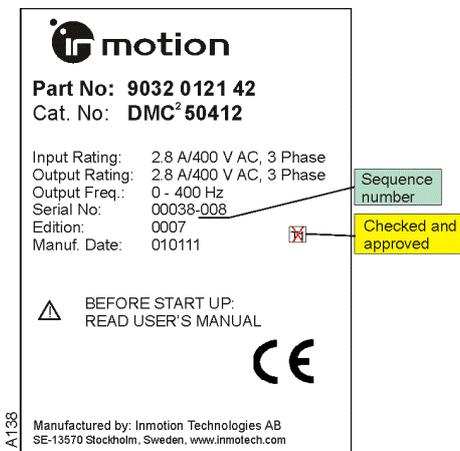 in motion
Part No: 9032 0121 42
Cat. No: DMC² 50412
Input Rating: 2.8 A/400 V AC, 3 Phase
Output Rating: 2.8 A/400 V AC, 3 Phase
Output Freq.: 0 - 400 Hz
Serial No: 00038-008
Edition: 0007
Manuf. Date: 010111
Sequence
number
Checked and
approved
BEFORE START UP:
READ USER'S MANUAL
CE
Manufactured by: Inmotion Technologies AB
SE-13570 Stockholm, Sweden, www.inmotech.com
A138